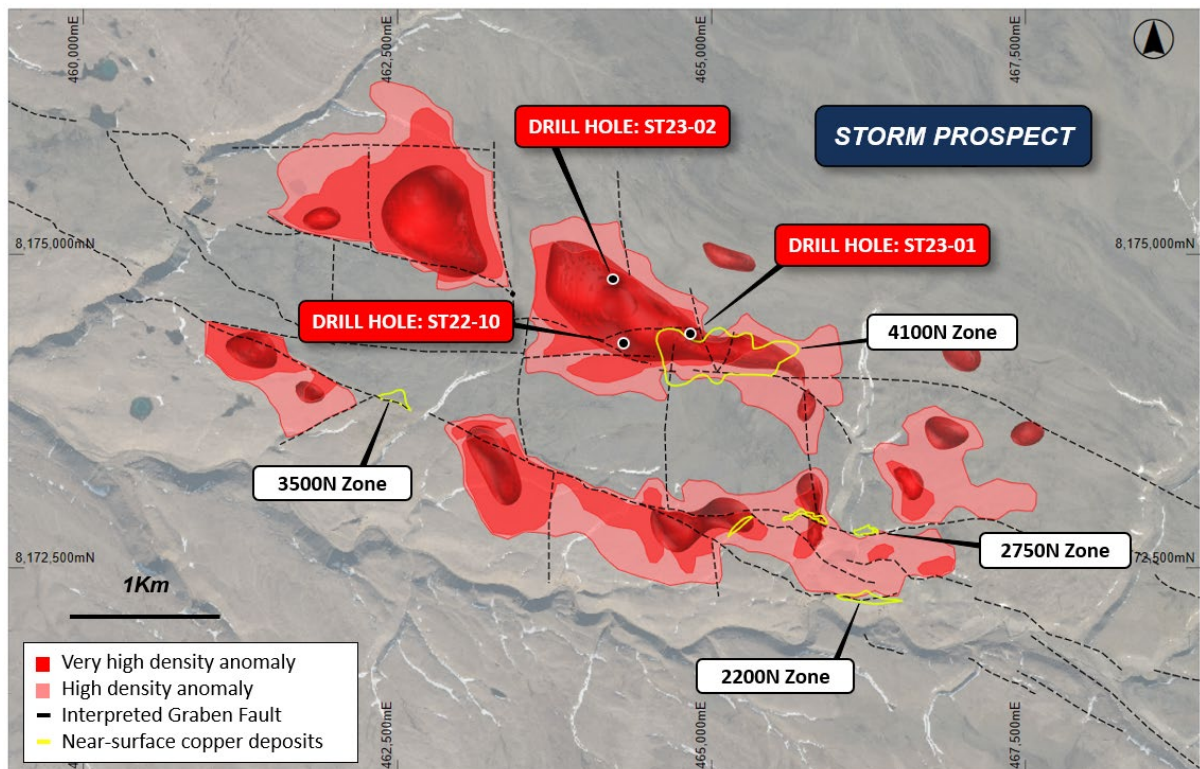 460,000mE
462,500mE
465,000mE
467,500mE
DRILL HOLE: ST23-02
STORM PROSPECT
8,175,000mN
DRILL HOLE: ST23-01
8,175,000mN
DRILL HOLE: ST22-10
4100N Zone
3500N Zone
2750N Zone
8,172,500mN
72,500mN
1Km
2200N Zone
Very high density anomaly
High density anomaly
Interpreted Graben Fault
Near-surface copper deposits
462,500mE
465,000mE
467,500mE